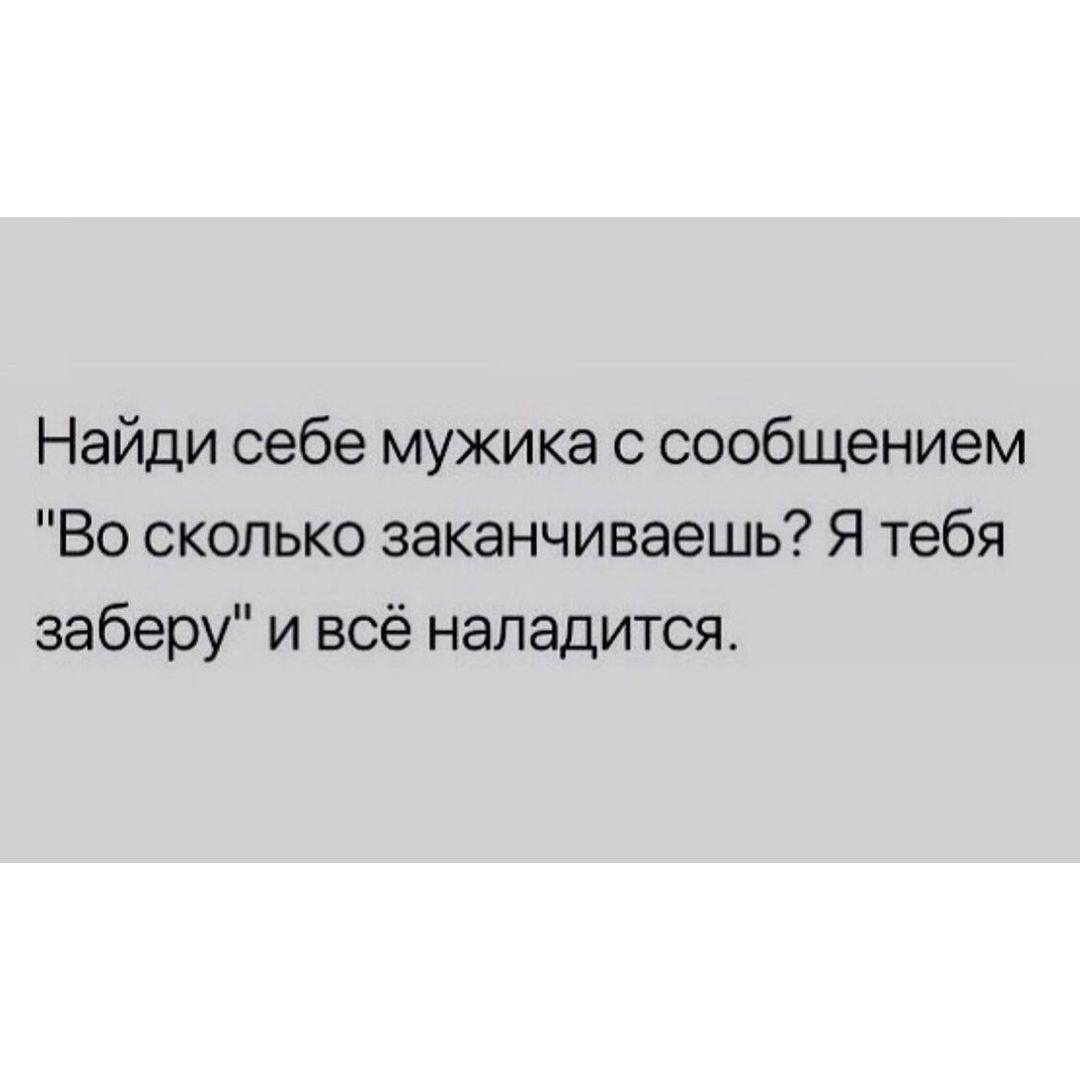 Найди себе мужика с сообщением
"Во сколько заканчиваешь? Я тебя
заберу" и всё наладится.